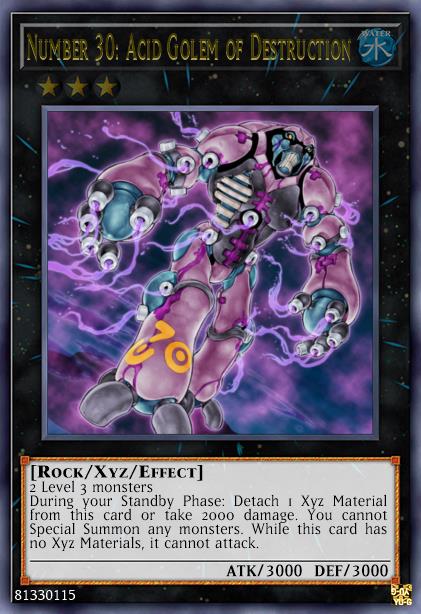 Number 30: Acid Golem of Destruction
WATER
水
30
[Rock/Xyz/Effect]
2 Level 3 monsters
During your Standby Phase: Detach 1 Xyz Material
from this card or take 2000 damage. You cannot
Special Summon any monsters. While this card has
no Xyz Materials, it cannot attack.
ATK/3000 DEF/3000
81330115